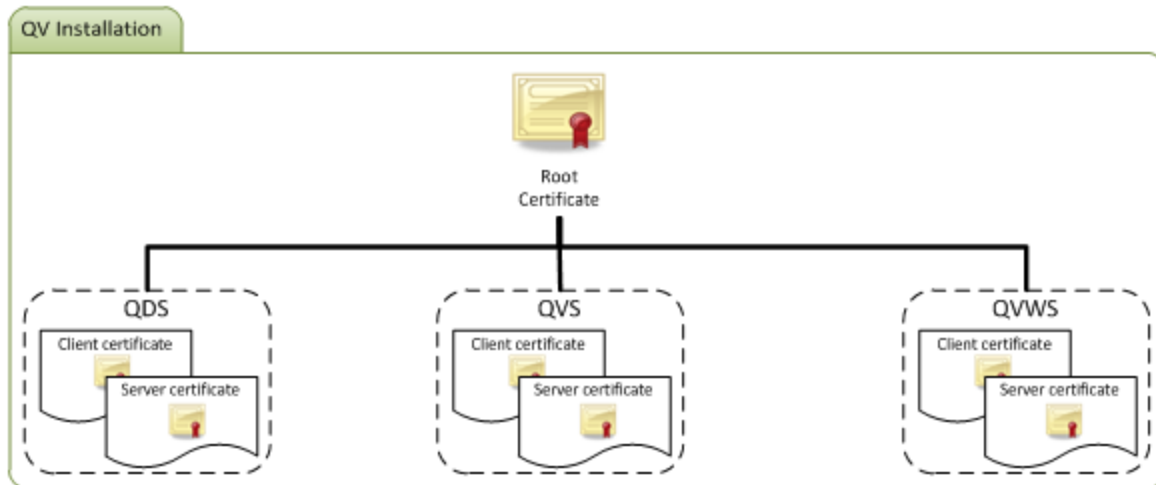 QV Installation
Root
Certificate
QDS
Client certificate
Server certificate
QVS
Client certificate
Server certificate
QVWS
Client certificate
Server certificate